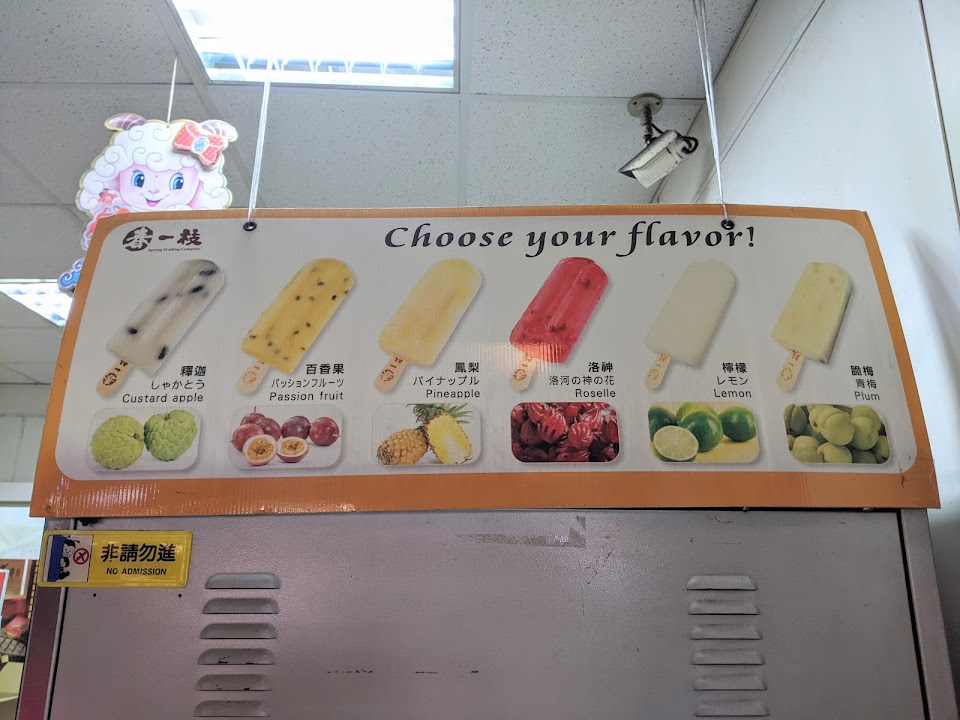 春一枝
Spring Trading Company
Choose your flavor!
釋迦
しゃかとう
Custard apple
百香果
パッションフルーツ
Passion fruit
鳳梨
パイナップル
Pineapple
洛神
洛河の神の花
Roselle
檸檬
レモン
Lemon
脆梅
青梅
Plum
非請勿進
NO ADMISSION